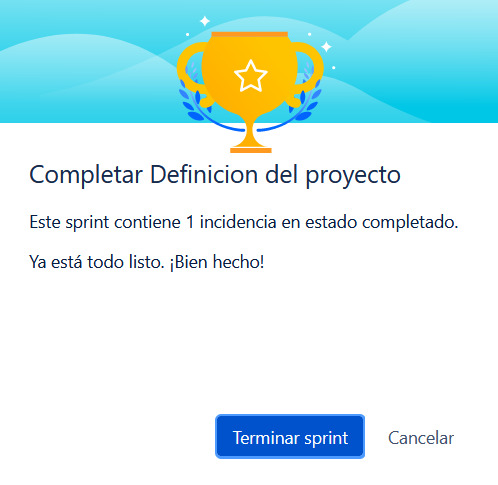 Completar Definicion del proyecto
Este sprint contiene 1 incidencia en estado completado.
Ya está todo listo. ¡Bien hecho!
Terminar sprint
Cancelar